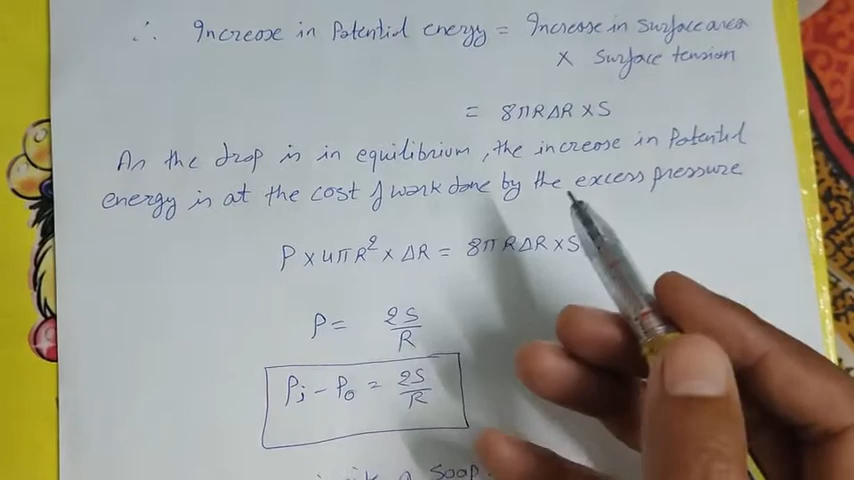 ∴ Increase in Potential energy = Increase in Surface area
× Surface tension
= 8πRΔR × S
As the drop is in equilibrium, the increase in Potential
energy is at the cost of work done by the excess pressure
P × 4πR² × ΔR = 8πRΔR × S
P = 2S/R
Pi - Po = 2S/R
a Soap